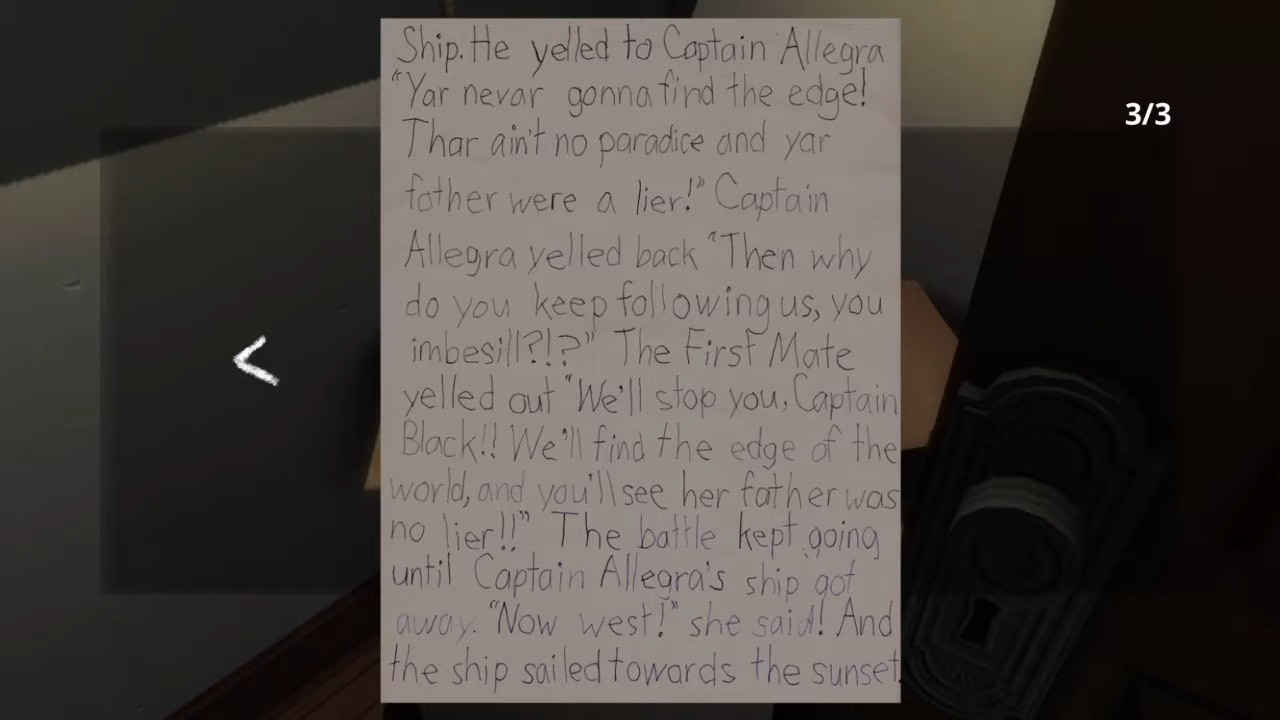 Ship. He yelled to Captain Allegra
"Yar nevar gonna find the edge!
3/3
Thar ain't no paradice and yar
father were a lier!" Captain
Allegra yelled back "Then why
do you keep following us, you
imbesill?!?" The First Mate
yelled out "We'll stop you, Captain
Black!! We'll find the edge of the
world, and you'll see her father was
no lier!!" The battle kept going
until Captain Allegra's ship got
away. "Now west!" she said! And
the ship sailed towards the sunset.